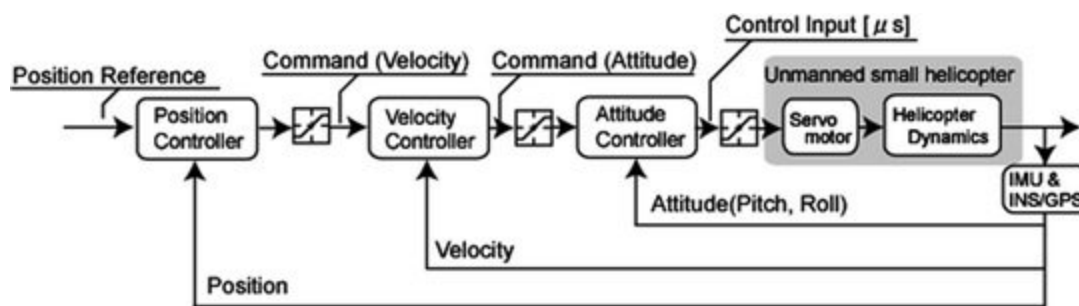 Control Input [μs]
Position Reference
Command (Velocity)
Command (Attitude)
Unmanned small helicopter
Position
Controller
Velocity
Controller
Attitude
Controller
Servo
motor
Helicopter
Dynamics
IMU &
INS/GPS
Attitude(Pitch, Roll)
Velocity
Position